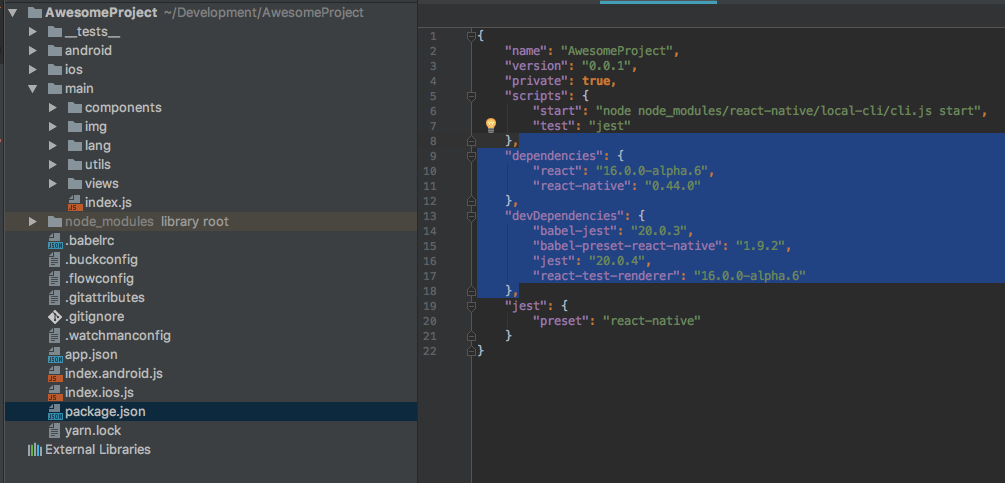 AwesomeProject ~/Development/AwesomeProject
__tests__
android
ios
main
components
img
lang
utils
views
index.js
node_modules library root
.babelrc
.buckconfig
.flowconfig
.gitattributes
.gitignore
.watchmanconfig
app.json
index.android.js
index.ios.js
package.json
yarn.lock
External Libraries
1 {
2 "name": "AwesomeProject",
3 "version": "0.0.1",
4 "private": true,
5 "scripts": {
6 "start": "node node_modules/react-native/local-cli/cli.js start",
7 "test": "jest"
8 },
9 "dependencies": {
10 "react": "16.0.0-alpha.6",
11 "react-native": "0.44.0"
12 },
13 "devDependencies": {
14 "babel-jest": "20.0.3",
15 "babel-preset-react-native": "1.9.2",
16 "jest": "20.0.4",
17 "react-test-renderer": "16.0.0-alpha.6"
18 },
19 "jest": {
20 "preset": "react-native"
21 }
22 }